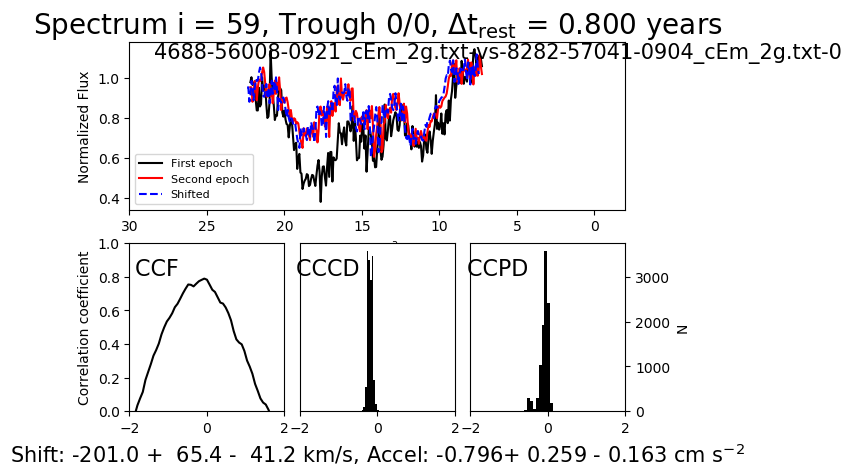 Spectrum i = 59, Trough 0/0, Δt_rest = 0.800 years
4688-56008-0921_cEm_2g.txt-vs-8282-57041-0904_cEm_2g.txt-0
Normalized Flux
1.0
0.8
0.6
0.4
First epoch
Second epoch
Shifted
30 25 20 15 10 5 0
Correlation coefficient
1.0
0.8
0.6
0.4
0.2
0.0
CCF
CCCD
CCPD
3000
2000
1000
0
N
−2 0 2
−2 0 2
−2 0 2
Shift: -201.0 + 65.4 - 41.2 km/s, Accel: -0.796+ 0.259 - 0.163 cm s⁻²